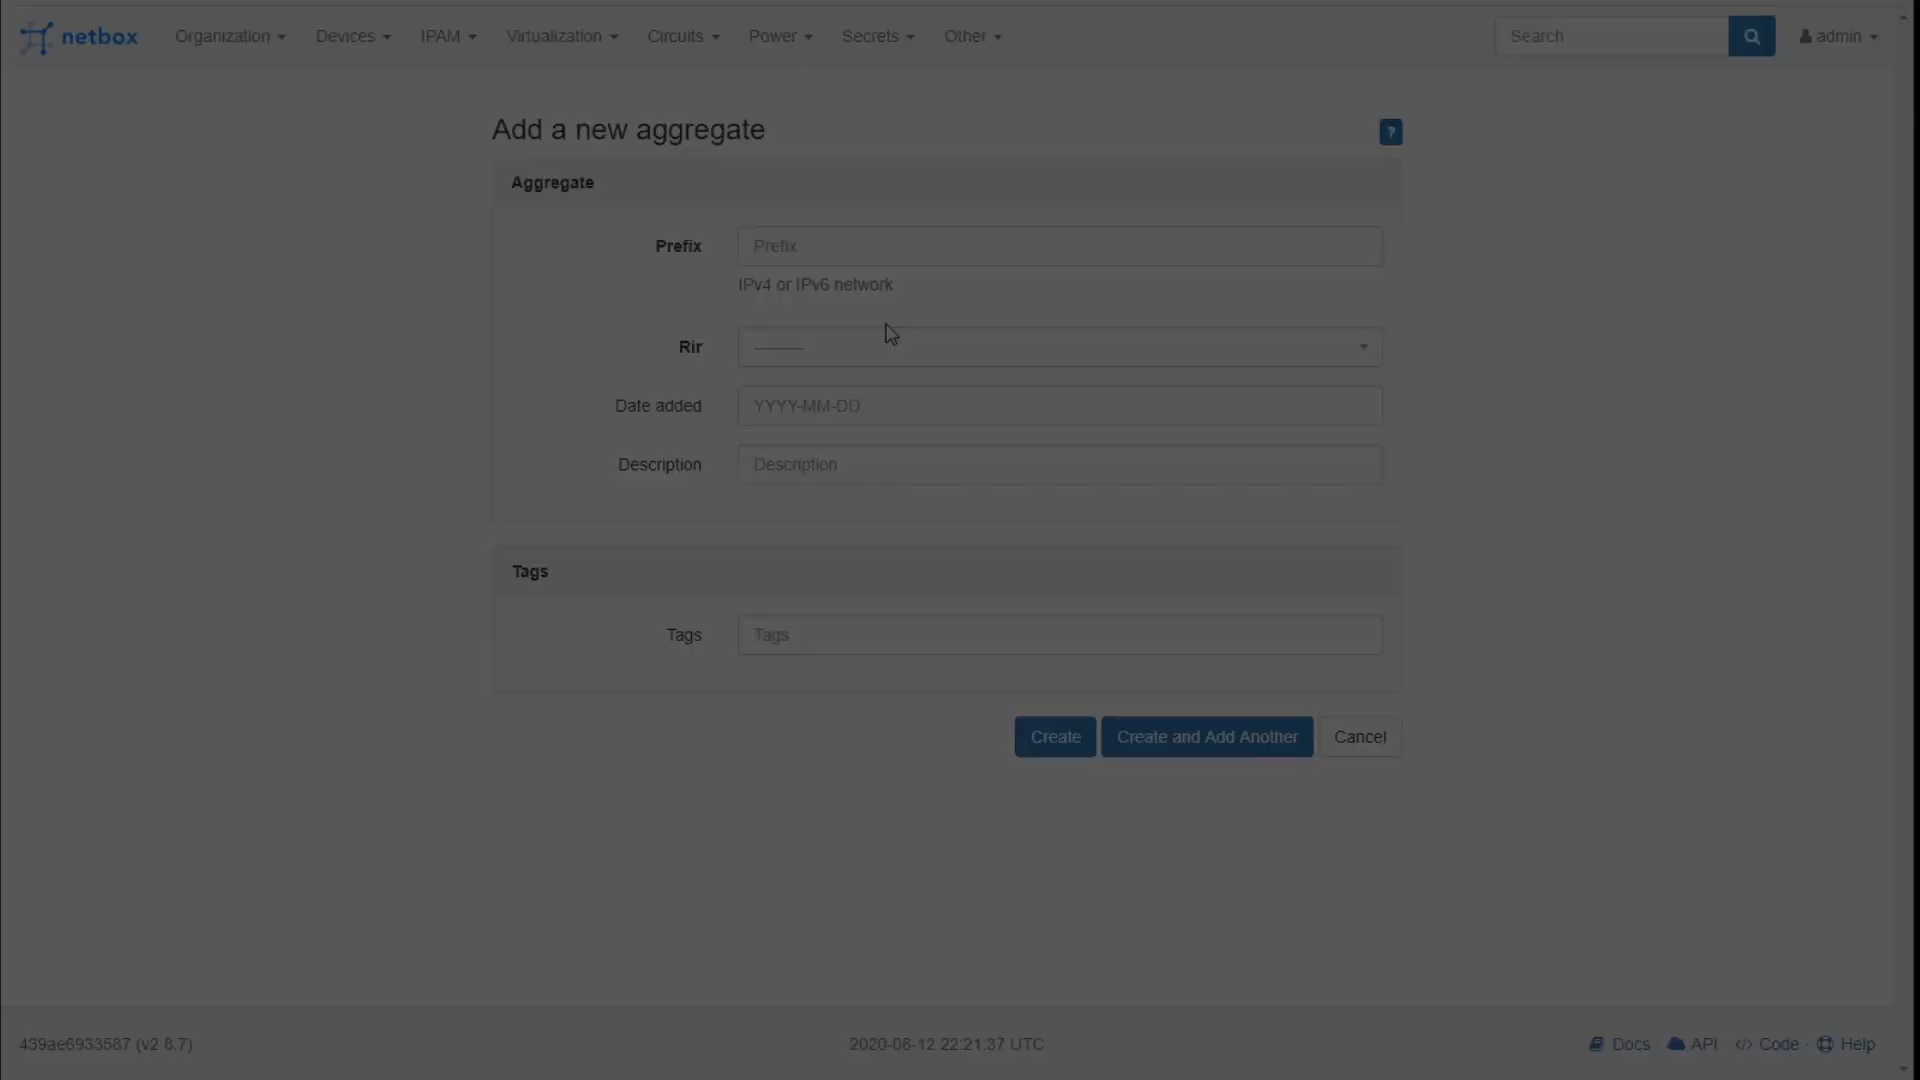 netbox Organization Devices IPAM Virtualization Circuits Power Secrets Other Search admin
Add a new aggregate ?
Aggregate
Prefix Prefix
IPv4 or IPv6 network
Rir ---------
Date added YYYY-MM-DD
Description Description
Tags
Tags Tags
Create Create and Add Another Cancel
439ae6933587 (v2.8.7) 2020-08-12 22:21:37 UTC Docs · API · Code · Help